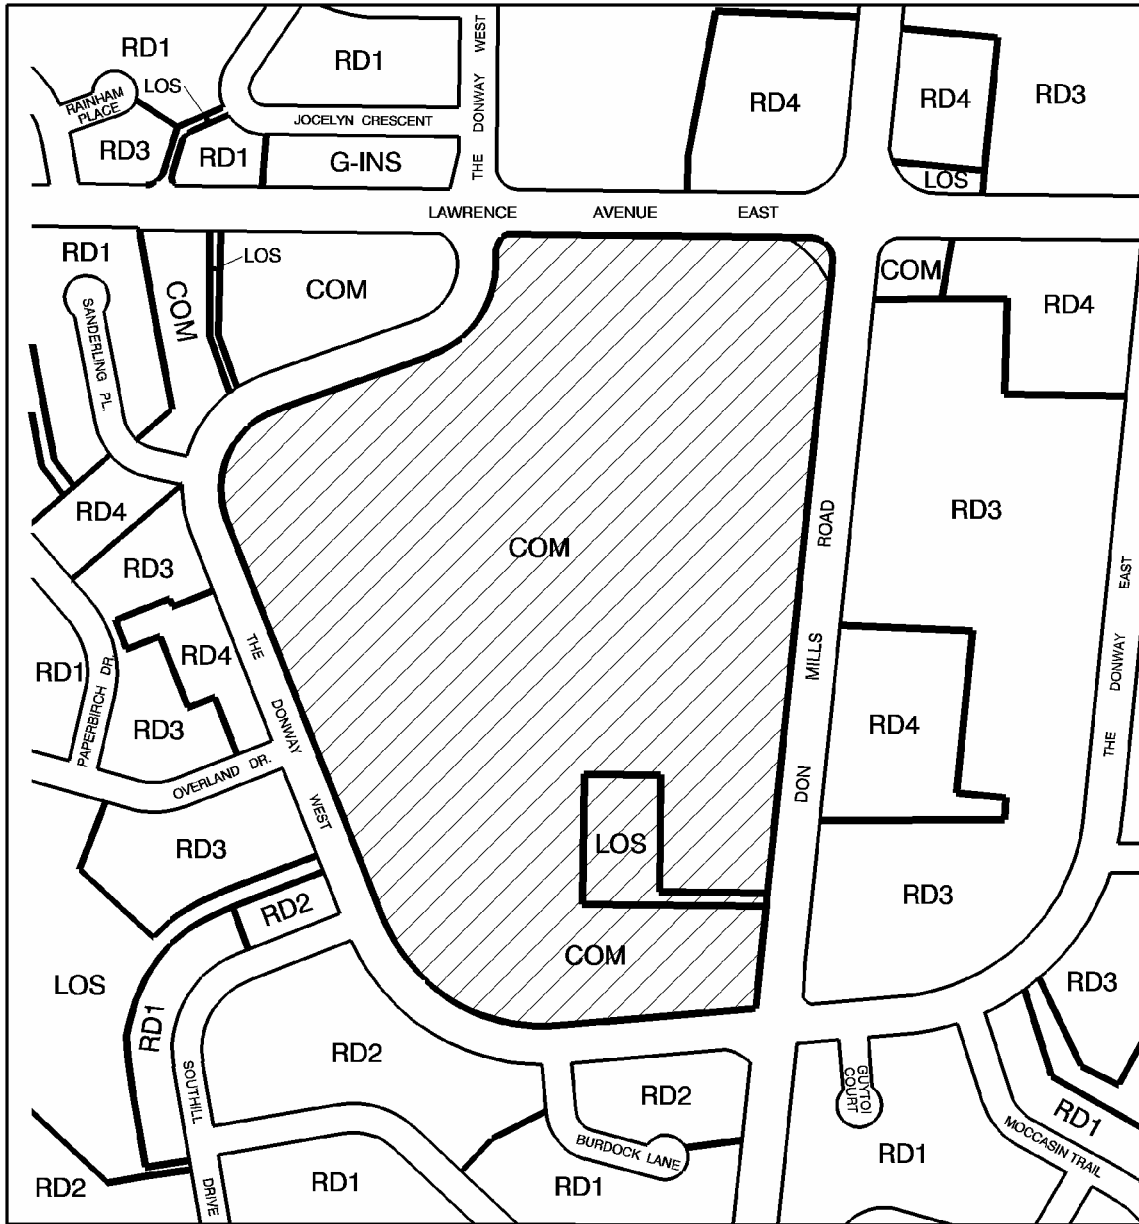 RD1
RD1
THE DONWAY WEST
LOS
RAINHAM
PLACE
RD4
RD4
RD3
JOCELYN CRESCENT
RD3
RD1
G-INS
LOS
LAWRENCE AVENUE EAST
RD1
LOS
COM
COM
COM
RD4
SANDERLING PL.
RD4
RD3
COM
DON MILLS ROAD
RD3
THE DONWAY EAST
RD1
PAPERBIRCH DR.
RD4
RD3
THE DONWAY WEST
RD4
OVERLAND DR.
RD3
LOS
RD3
RD2
COM
LOS
RD1
RD3
RD2
SOUTHILL DRIVE
RD2
GUYTOI
COURT
RD1
MOCCASIN TRAIL
BURDOCK LANE
RD1
RD2
RD1
RD1